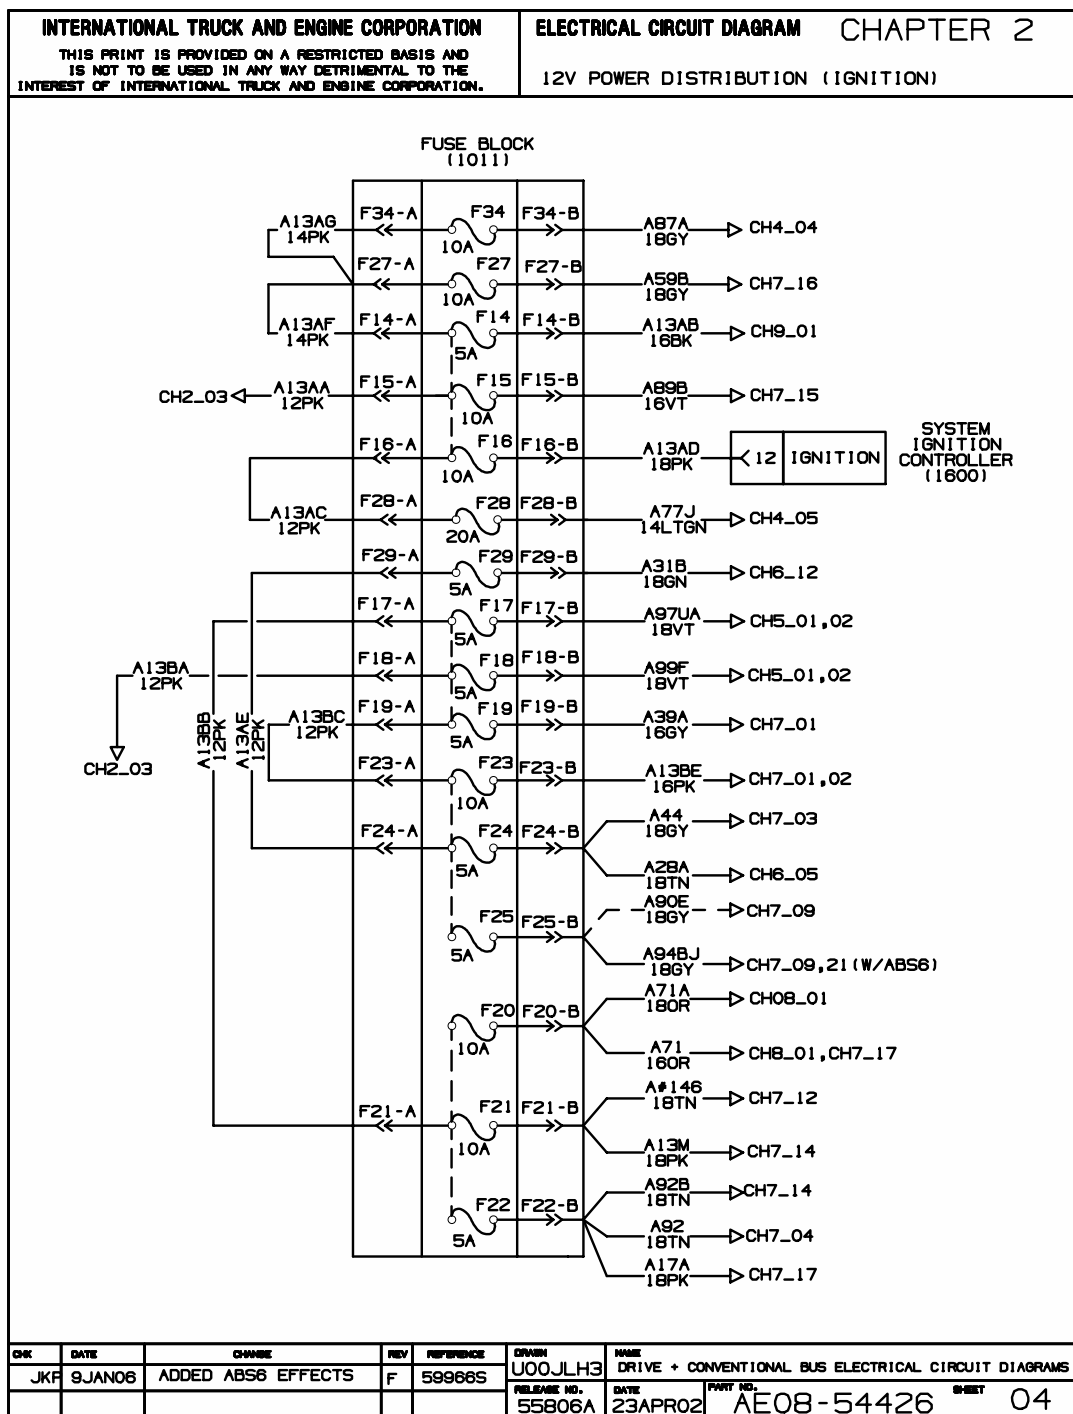 INTERNATIONAL TRUCK AND ENGINE CORPORATION
THIS PRINT IS PROVIDED ON A RESTRICTED BASIS AND
IS NOT TO BE USED IN ANY WAY DETRIMENTAL TO THE
INTEREST OF INTERNATIONAL TRUCK AND ENGINE CORPORATION.
ELECTRICAL CIRCUIT DIAGRAM CHAPTER 2
12V POWER DISTRIBUTION (IGNITION)
FUSE BLOCK
(1011)
A13AG
14PK
F34-A F34 F34-B
10A
A87A
18GY
CH4_04
F27-A F27 F27-B
10A
A59B
18GY
CH7_16
A13AF
14PK
F14-A F14 F14-B
5A
A13AB
16BK
CH9_01
CH2_03
A13AA
12PK
F15-A F15 F15-B
10A
A89B
16VT
CH7_15
F16-A F16 F16-B
10A
A13AD
18PK
12 IGNITION
SYSTEM
IGNITION
CONTROLLER
(1600)
A13AC
12PK
F28-A F28 F28-B
20A
A77J
14LTGN
CH4_05
F29-A F29 F29-B
5A
A31B
18GN
CH6_12
F17-A F17 F17-B
5A
A97UA
18VT
CH5_01,02
A13BA
12PK
CH2_03
F18-A F18 F18-B
5A
A99F
18VT
CH5_01,02
A13BB
12PK
A13AE
12PK
A13BC
12PK
F19-A F19 F19-B
5A
A39A
16GY
CH7_01
F23-A F23 F23-B
10A
A13BE
16PK
CH7_01,02
F24-A F24 F24-B
5A
A44
18GY
CH7_03
A28A
18TN
CH6_05
F25 F25-B
5A
A90E
18GY
CH7_09
A94BJ
18GY
CH7_09,21(W/ABS6)
F20 F20-B
10A
A71A
18OR
CH08_01
A71
16OR
CH8_01,CH7_17
F21-A F21 F21-B
10A
A#146
18TN
CH7_12
A13M
18PK
CH7_14
F22 F22-B
5A
A92B
18TN
CH7_14
A92
18TN
CH7_04
A17A
18PK
CH7_17
CHK DATE CHANGE REV REFERENCE
JKP 9JAN06 ADDED ABS6 EFFECTS F 59966S
DRAWN
U00JLH3
NAME
DRIVE + CONVENTIONAL BUS ELECTRICAL CIRCUIT DIAGRAMS
RELEASE NO.
55806A
DATE
23APR02
PART NO.
AE08-54426
SHEET
04